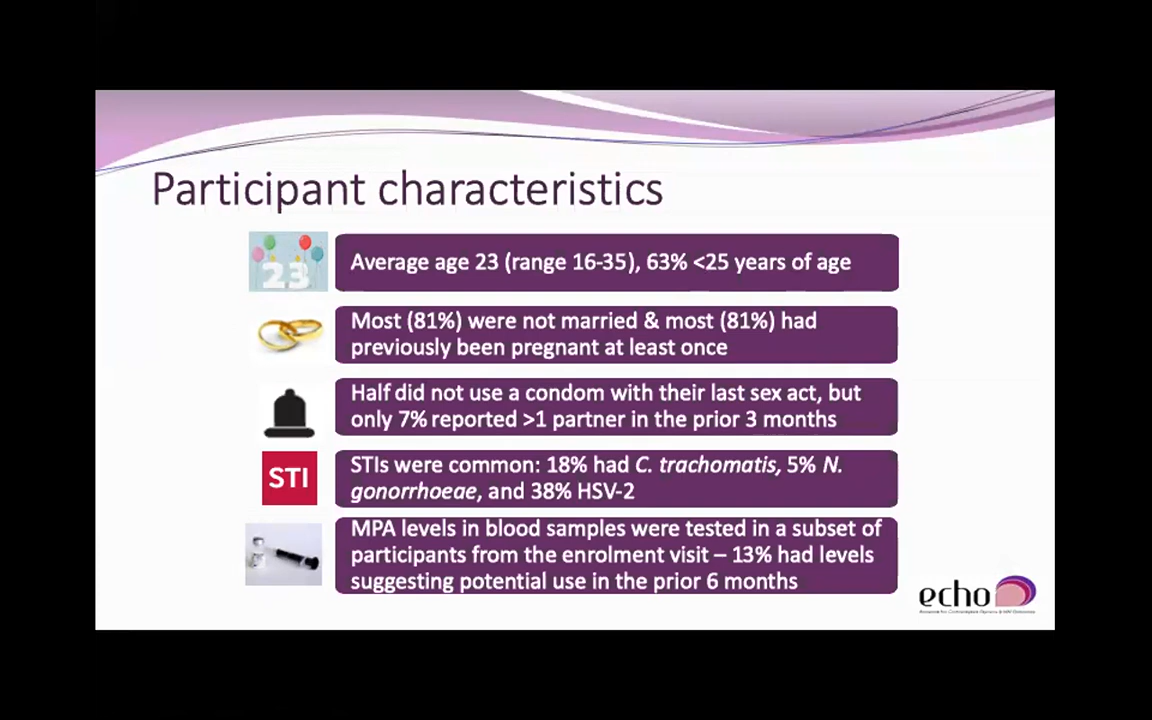 Participant characteristics
23
Average age 23 (range 16-35), 63% <25 years of age
Most (81%) were not married & most (81%) had
previously been pregnant at least once
Half did not use a condom with their last sex act, but
only 7% reported >1 partner in the prior 3 months
STI
STIs were common: 18% had C. trachomatis, 5% N.
gonorrhoeae, and 38% HSV-2
MPA levels in blood samples were tested in a subset of
participants from the enrolment visit – 13% had levels
suggesting potential use in the prior 6 months
echo